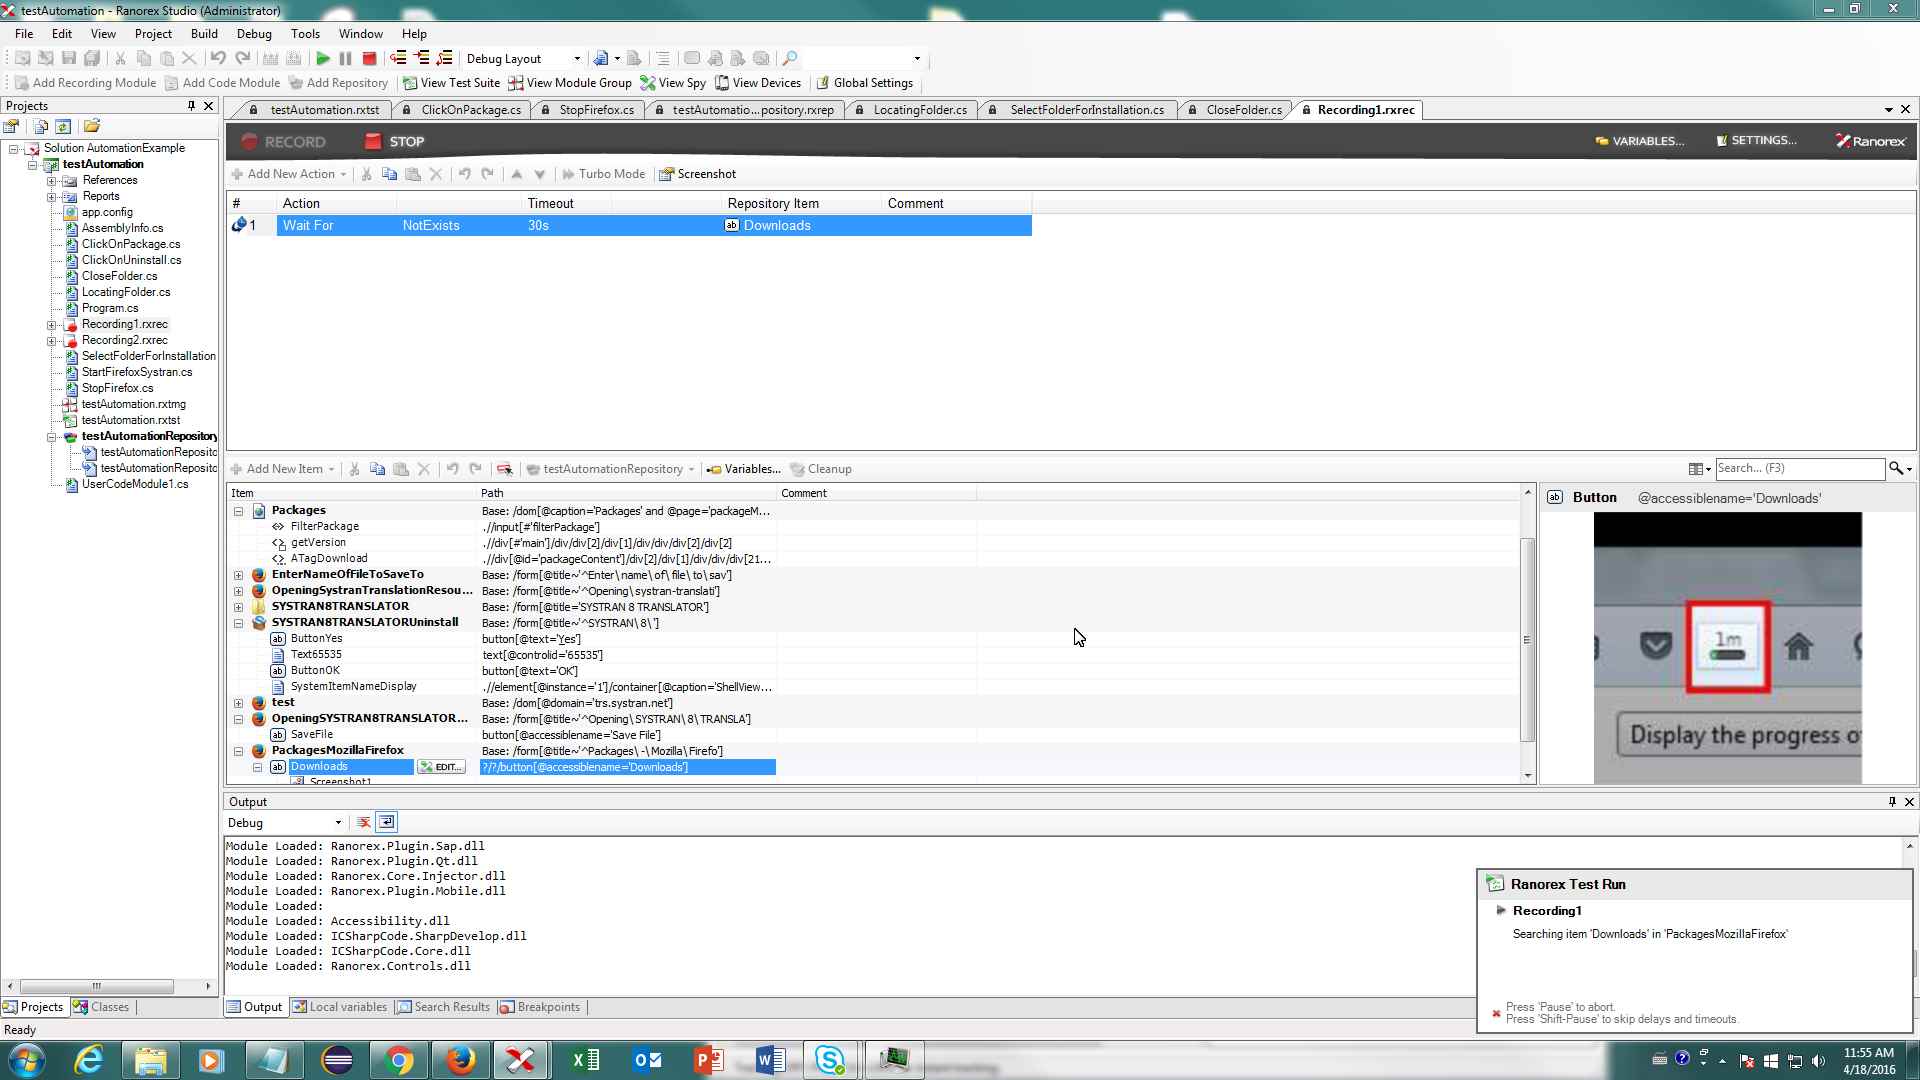 testAutomation - Ranorex Studio (Administrator)
File Edit View Project Build Debug Tools Window Help
Debug Layout
Add Recording Module Add Code Module Add Repository View Test Suite View Module Group View Spy View Devices Global Settings
Projects
testAutomation.rxtst ClickOnPackage.cs StopFirefox.cs testAutomatio...pository.rxrep LocatingFolder.cs SelectFolderForInstallation.cs CloseFolder.cs Recording1.rxrec
RECORD STOP VARIABLES... SETTINGS... Ranorex
Add New Action Turbo Mode Screenshot
# Action Timeout Repository Item Comment
1 Wait For NotExists 30s ab Downloads
Solution AutomationExample
testAutomation
References
Reports
app.config
AssemblyInfo.cs
ClickOnPackage.cs
ClickOnUninstall.cs
CloseFolder.cs
LocatingFolder.cs
Program.cs
Recording1.rxrec
Recording2.rxrec
SelectFolderForInstallation
StartFirefoxSystran.cs
StopFirefox.cs
testAutomation.rxtmg
testAutomation.rxtst
testAutomationRepository
testAutomationReposito
testAutomationReposito
UserCodeModule1.cs
Add New Item testAutomationRepository Variables... Cleanup Search... (F3)
Item Path Comment
Packages Base: /dom[@caption='Packages' and @page='packageM...
FilterPackage .//input[#'filterPackage']
getVersion .//div[#'main']/div/div[2]/div[1]/div/div/div[2]/div[2]
ATagDownload .//div[@id='packageContent']/div[2]/div[1]/div/div/div[21...
EnterNameOfFileToSaveTo Base: /form[@title~'^Enter\ name\ of\ file\ to\ sav']
OpeningSystranTranslationResou... Base: /form[@title~'^Opening\ systran-translati']
SYSTRAN8TRANSLATOR Base: /form[@title='SYSTRAN 8 TRANSLATOR']
SYSTRAN8TRANSLATORUninstall Base: /form[@title~'^SYSTRAN\ 8\ ']
ab ButtonYes button[@text='Yes']
Text65535 text[@controlid='65535']
ab ButtonOK button[@text='OK']
SystemItemNameDisplay .//element[@instance='1']/container[@caption='ShellView...
test Base: /dom[@domain='trs.systran.net']
OpeningSYSTRAN8TRANSLATOR... Base: /form[@title~'^Opening\ SYSTRAN\ 8\ TRANSLA']
ab SaveFile button[@accessiblename='Save File']
PackagesMozillaFirefox Base: /form[@title~'^Packages\ -\ Mozilla\ Firefo']
ab Downloads EDIT... ?/?/button[@accessiblename='Downloads']
Screenshot1
ab Button @accessiblename='Downloads'
1m
Display the progress o
Output
Debug
Module Loaded: Ranorex.Plugin.Sap.dll
Module Loaded: Ranorex.Plugin.Qt.dll
Module Loaded: Ranorex.Core.Injector.dll
Module Loaded: Ranorex.Plugin.Mobile.dll
Module Loaded:
Module Loaded: Accessibility.dll
Module Loaded: ICSharpCode.SharpDevelop.dll
Module Loaded: ICSharpCode.Core.dll
Module Loaded: Ranorex.Controls.dll
Ranorex Test Run
Recording1
Searching item 'Downloads' in 'PackagesMozillaFirefox'
Press 'Pause' to abort.
Press 'Shift-Pause' to skip delays and timeouts.
Projects Classes Output Local variables Search Results Breakpoints
Ready
11:55 AM
4/18/2016